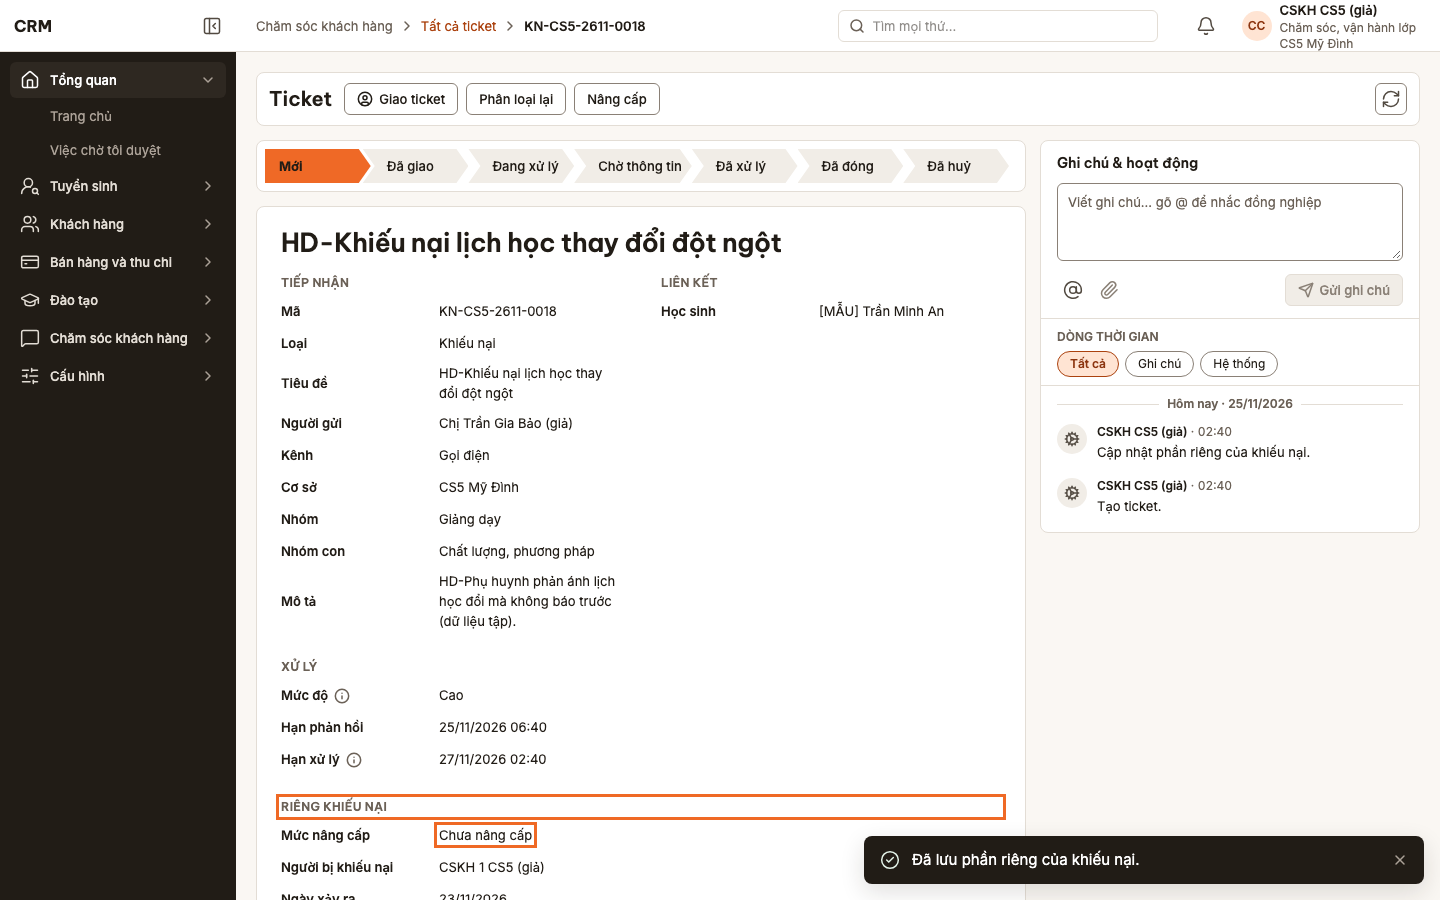 CRM
Chăm sóc khách hàng > Tất cả ticket > KN-CS5-2611-0018
Tìm mọi thứ...
CC
CSKH CS5 (giả)
Chăm sóc, vận hành lớp
CS5 Mỹ Đình
Tổng quan
Trang chủ
Việc chờ tôi duyệt
Tuyển sinh
Khách hàng
Bán hàng và thu chi
Đào tạo
Chăm sóc khách hàng
Cấu hình
Ticket
Giao ticket
Phân loại lại
Nâng cấp
Mới
Đã giao
Đang xử lý
Chờ thông tin
Đã xử lý
Đã đóng
Đã huỷ
HD-Khiếu nại lịch học thay đổi đột ngột
TIẾP NHẬN
Mã KN-CS5-2611-0018
Loại Khiếu nại
Tiêu đề HD-Khiếu nại lịch học thay
đổi đột ngột
Người gửi Chị Trần Gia Bảo (giả)
Kênh Gọi điện
Cơ sở CS5 Mỹ Đình
Nhóm Giảng dạy
Nhóm con Chất lượng, phương pháp
Mô tả HD-Phụ huynh phản ánh lịch
học đổi mà không báo trước
(dữ liệu tập).
LIÊN KẾT
Học sinh [MẪU] Trần Minh An
XỬ LÝ
Mức độ Cao
Hạn phản hồi 25/11/2026 06:40
Hạn xử lý 27/11/2026 02:40
RIÊNG KHIẾU NẠI
Mức nâng cấp Chưa nâng cấp
Người bị khiếu nại CSKH 1 CS5 (giả)
Ngày xảy ra 23/11/2026
Ghi chú & hoạt động
Viết ghi chú... gõ @ để nhắc đồng nghiệp
Gửi ghi chú
DÒNG THỜI GIAN
Tất cả
Ghi chú
Hệ thống
Hôm nay · 25/11/2026
CSKH CS5 (giả) · 02:40
Cập nhật phần riêng của khiếu nại.
CSKH CS5 (giả) · 02:40
Tạo ticket.
Đã lưu phần riêng của khiếu nại.